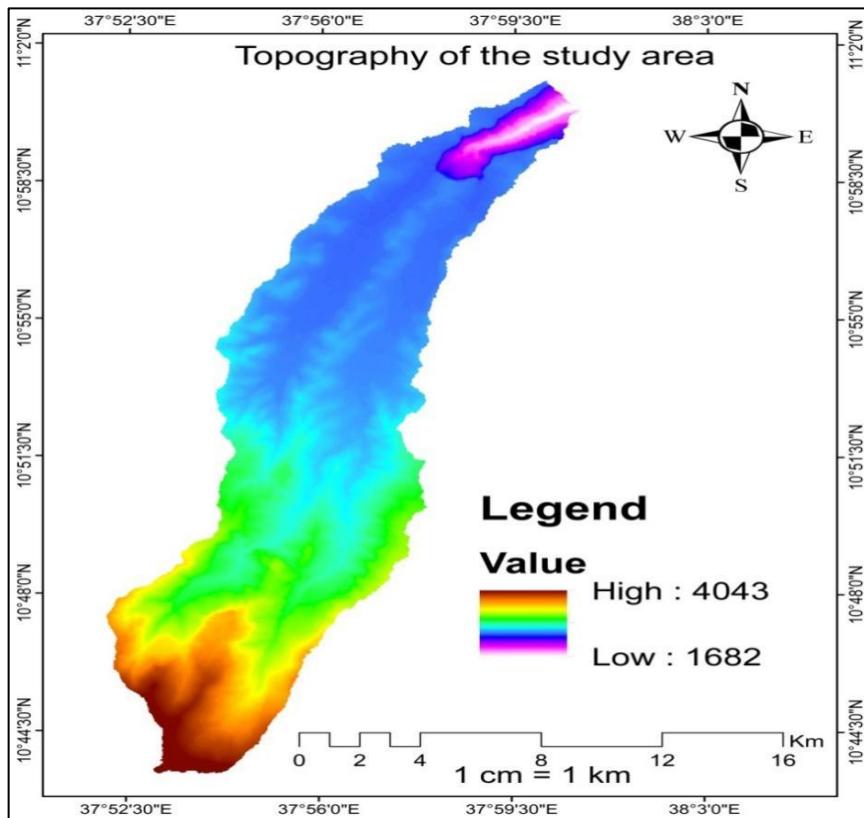 37°52'30"E 37°56'0"E 37°59'30"E 38°3'0"E
Topography of the study area
N
W E
S
11°2'0"N 11°2'0"N
10°58'30"N 10°58'30"N
10°55'0"N 10°55'0"N
10°51'30"N 10°51'30"N
Legend
Value
High : 4043
Low : 1682
10°48'0"N 10°48'0"N
10°44'30"N 10°44'30"N
Km
0 2 4 8 12 16
1 cm = 1 km
37°52'30"E 37°56'0"E 37°59'30"E 38°3'0"E